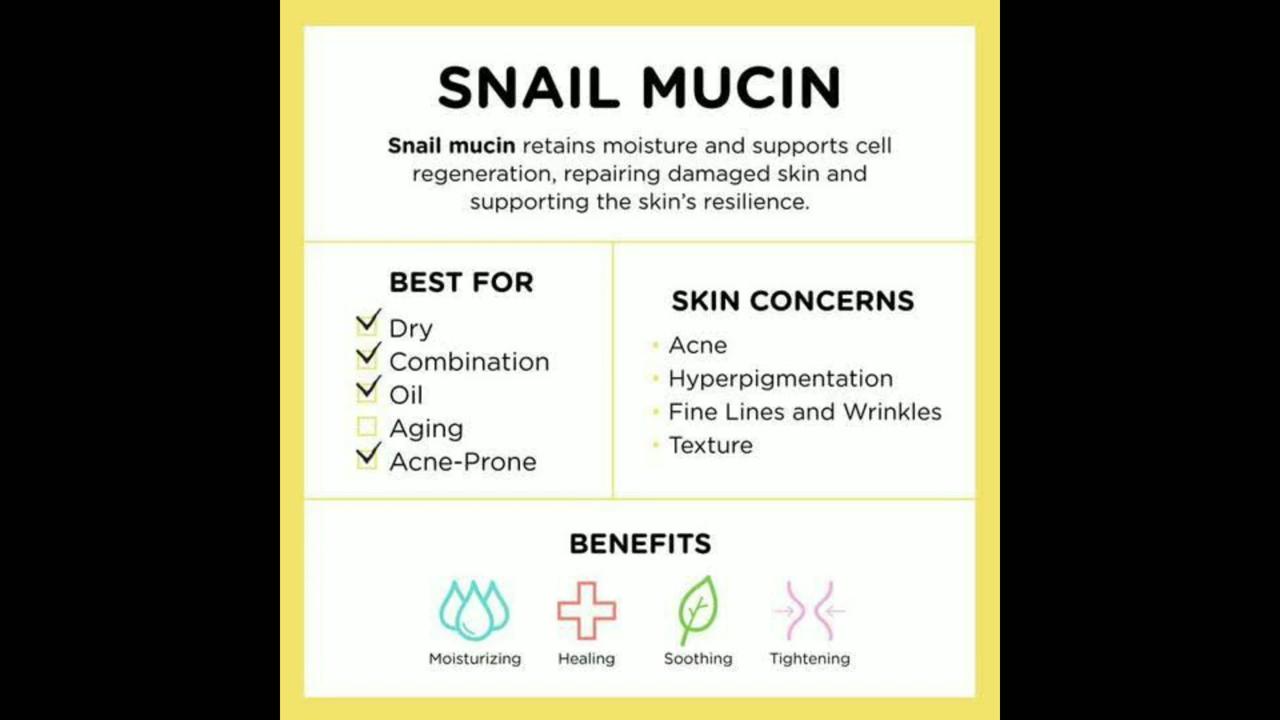 SNAIL MUCIN
Snail mucin retains moisture and supports cell
regeneration, repairing damaged skin and
supporting the skin's resilience.
BEST FOR
Dry
Combination
Oil
Aging
Acne-Prone
SKIN CONCERNS
• Acne
• Hyperpigmentation
• Fine Lines and Wrinkles
• Texture
BENEFITS
Moisturizing
Healing
Soothing
Tightening